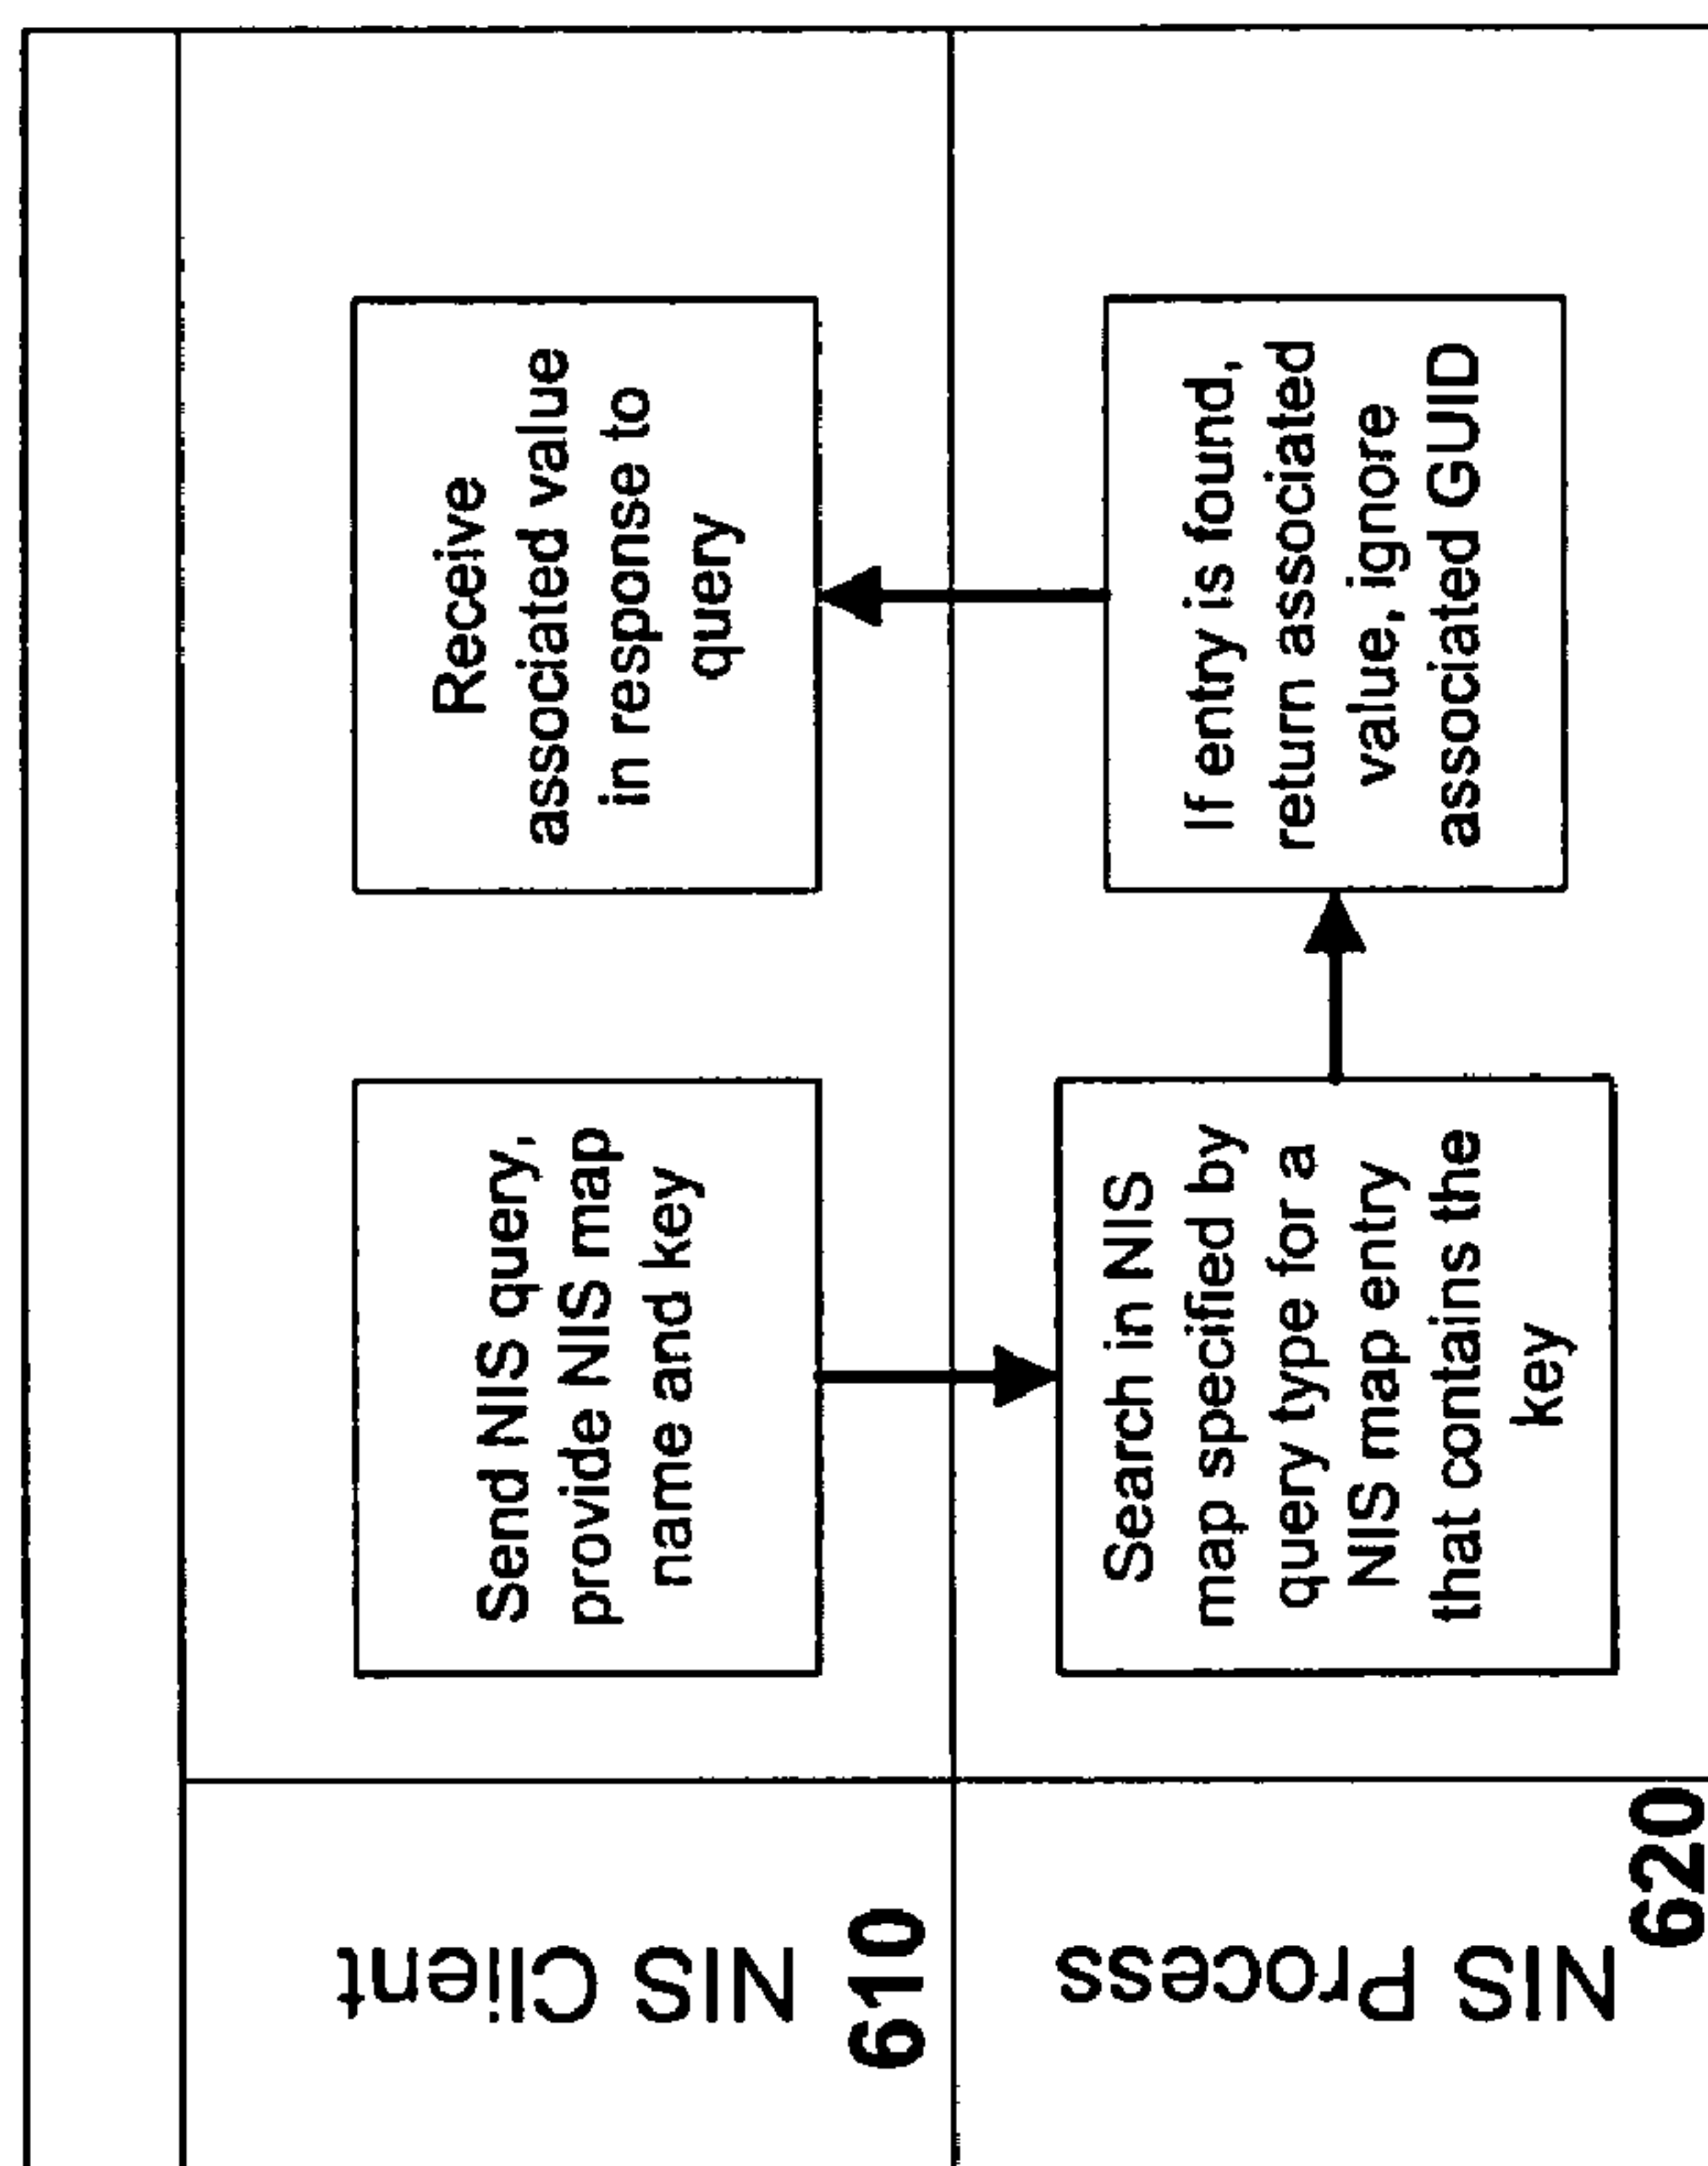 NIS Client
610
Send NIS query,
provide NIS map
name and key
Receive
associated value
in response to
query
NIS Process
620
Search in NIS
map specified by
query type for a
NIS map entry
that contains the
key
If entry is found,
return associated
value, ignore
associated GUID